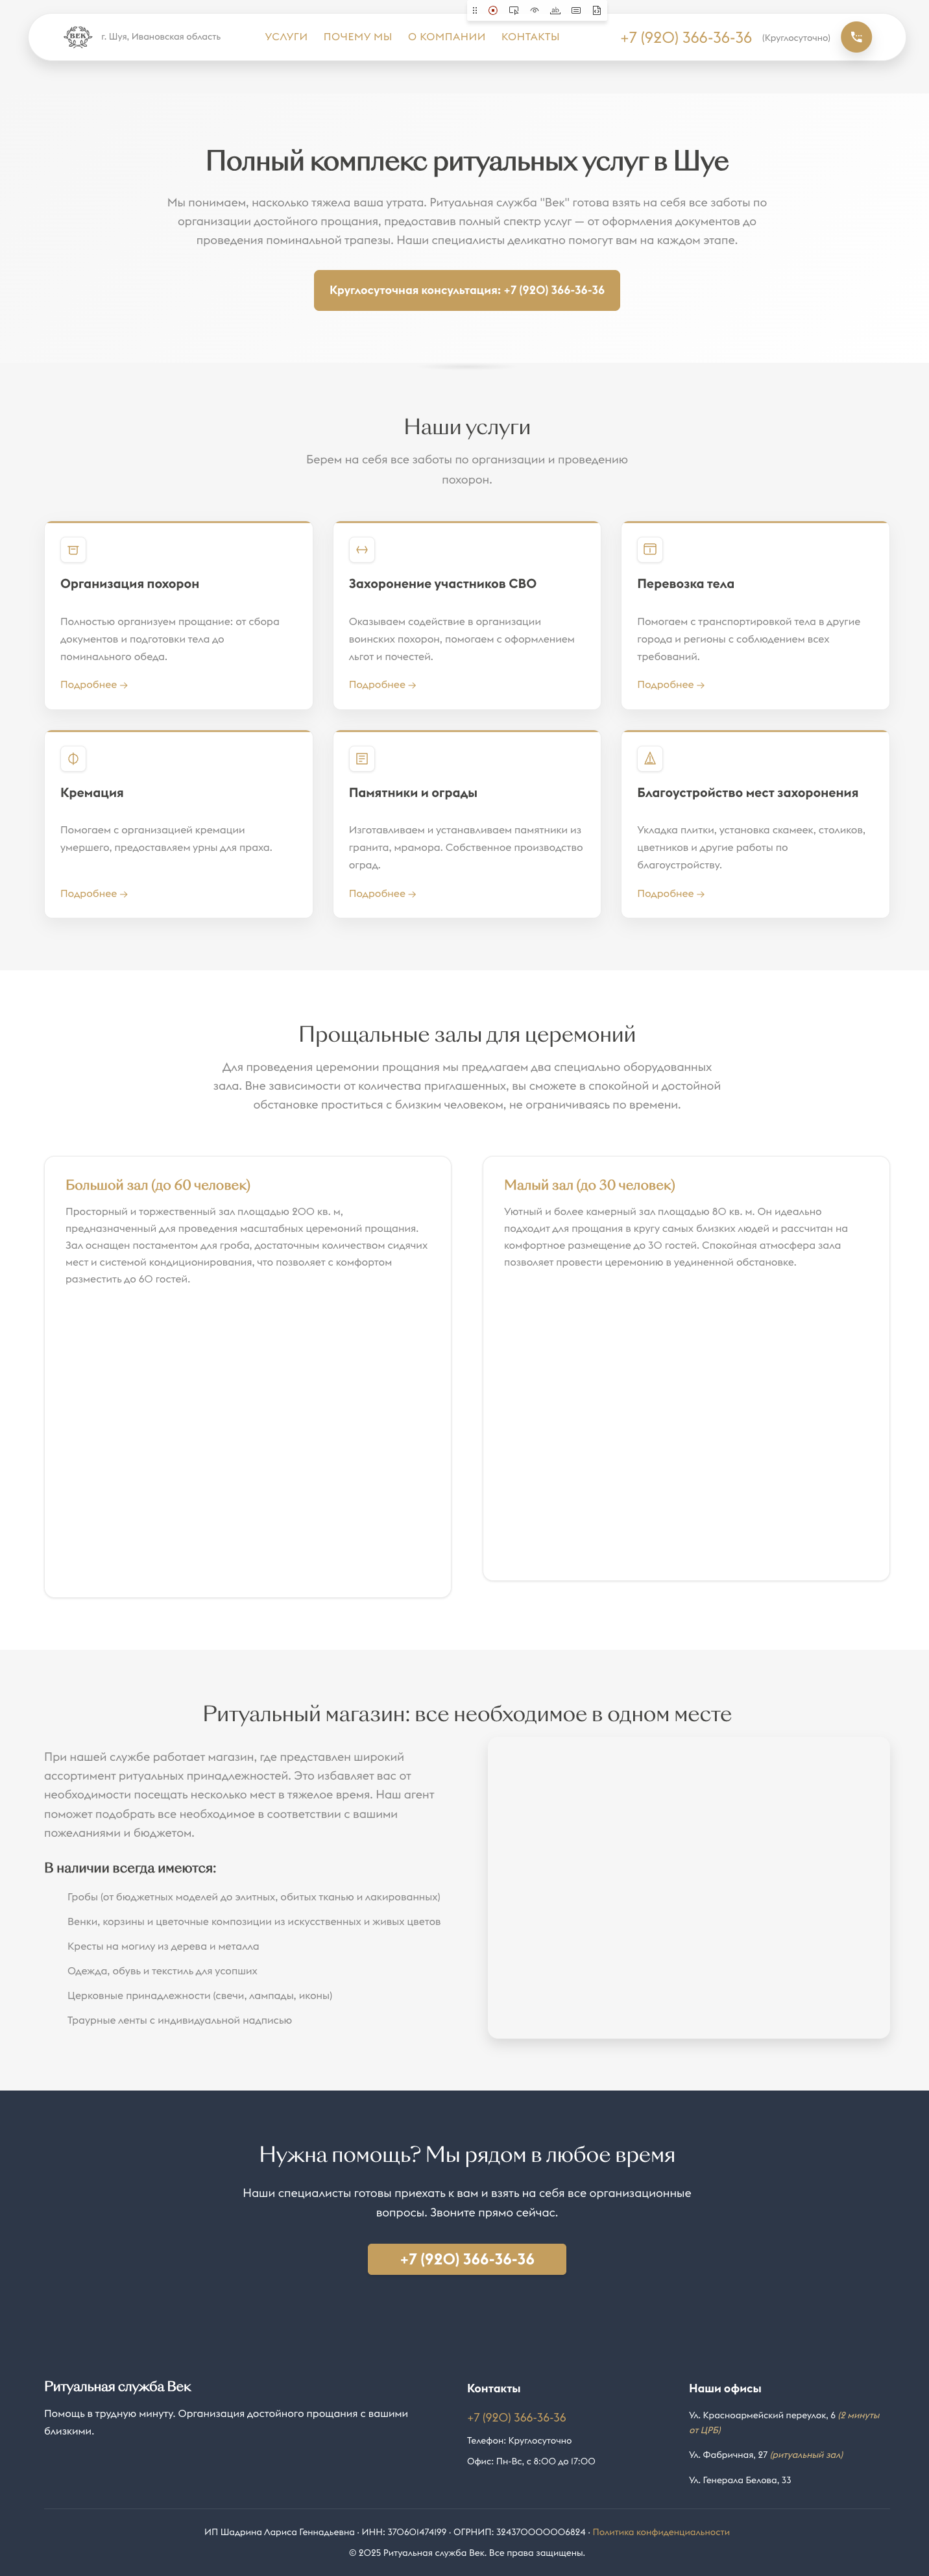 ВЕК
г. Шуя, Ивановская область
УСЛУГИ ПОЧЕМУ МЫ О КОМПАНИИ КОНТАКТЫ
+7 (920) 366-36-36 (Круглосуточно)
Полный комплекс ритуальных услуг в Шуе
Мы понимаем, насколько тяжела ваша утрата. Ритуальная служба "Век" готова взять на себя все заботы по
организации достойного прощания, предоставив полный спектр услуг — от оформления документов до
проведения поминальной трапезы. Наши специалисты деликатно помогут вам на каждом этапе.
Круглосуточная консультация: +7 (920) 366-36-36
Наши услуги
Берем на себя все заботы по организации и проведению
похорон.
Организация похорон
Полностью организуем прощание: от сбора
документов и подготовки тела до
поминального обеда.
Подробнее →
Захоронение участников СВО
Оказываем содействие в организации
воинских похорон, помогаем с оформлением
льгот и почестей.
Подробнее →
Перевозка тела
Помогаем с транспортировкой тела в другие
города и регионы с соблюдением всех
требований.
Подробнее →
Кремация
Помогаем с организацией кремации
умершего, предоставляем урны для праха.
Подробнее →
Памятники и ограды
Изготавливаем и устанавливаем памятники из
гранита, мрамора. Собственное производство
оград.
Подробнее →
Благоустройство мест захоронения
Укладка плитки, установка скамеек, столиков,
цветников и другие работы по
благоустройству.
Подробнее →
Прощальные залы для церемоний
Для проведения церемонии прощания мы предлагаем два специально оборудованных
зала. Вне зависимости от количества приглашенных, вы сможете в спокойной и достойной
обстановке проститься с близким человеком, не ограничиваясь по времени.
Большой зал (до 60 человек)
Просторный и торжественный зал площадью 200 кв. м,
предназначенный для проведения масштабных церемоний прощания.
Зал оснащен постаментом для гроба, достаточным количеством сидячих
мест и системой кондиционирования, что позволяет с комфортом
разместить до 60 гостей.
Малый зал (до 30 человек)
Уютный и более камерный зал площадью 80 кв. м. Он идеально
подходит для прощания в кругу самых близких людей и рассчитан на
комфортное размещение до 30 гостей. Спокойная атмосфера зала
позволяет провести церемонию в уединенной обстановке.
Ритуальный магазин: все необходимое в одном месте
При нашей службе работает магазин, где представлен широкий
ассортимент ритуальных принадлежностей. Это избавляет вас от
необходимости посещать несколько мест в тяжелое время. Наш агент
поможет подобрать все необходимое в соответствии с вашими
пожеланиями и бюджетом.
В наличии всегда имеются:
Гробы (от бюджетных моделей до элитных, обитых тканью и лакированных)
Венки, корзины и цветочные композиции из искусственных и живых цветов
Кресты на могилу из дерева и металла
Одежда, обувь и текстиль для усопших
Церковные принадлежности (свечи, лампады, иконы)
Траурные ленты с индивидуальной надписью
Нужна помощь? Мы рядом в любое время
Наши специалисты готовы приехать к вам и взять на себя все организационные
вопросы. Звоните прямо сейчас.
+7 (920) 366-36-36
Ритуальная служба Век
Помощь в трудную минуту. Организация достойного прощания с вашими
близкими.
Контакты
+7 (920) 366-36-36
Телефон: Круглосуточно
Офис: Пн-Вс, с 8:00 до 17:00
Наши офисы
Ул. Красноармейский переулок, 6 (2 минуты
от ЦРБ)
Ул. Фабричная, 27 (ритуальный зал)
Ул. Генерала Белова, 33
ИП Шадрина Лариса Геннадьевна · ИНН: 370601474199 · ОГРНИП: 324370000006824 · Политика конфиденциальности
© 2025 Ритуальная служба Век. Все права защищены.